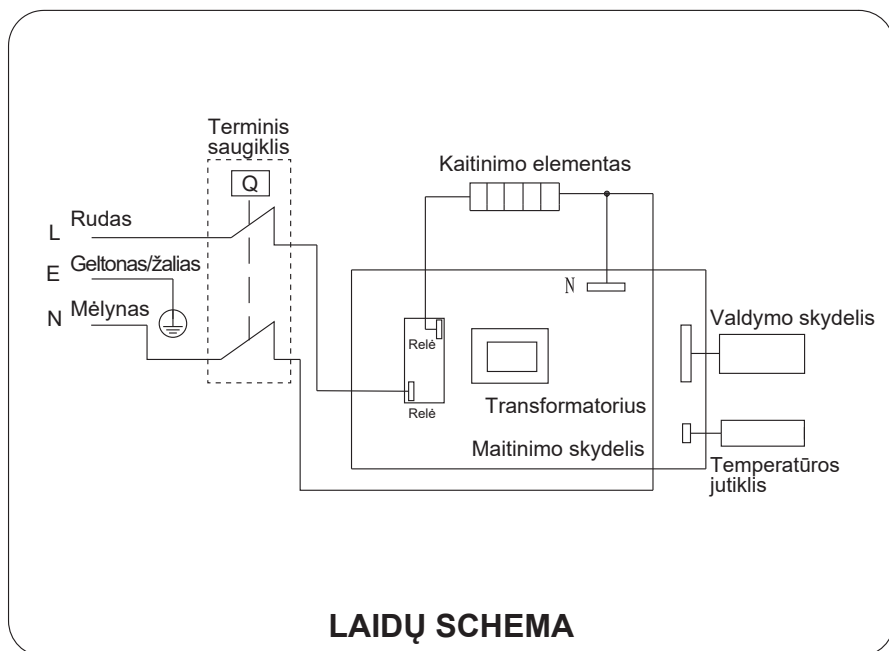 Terminis
saugiklis
Q
Kaitinimo elementas
L Rudas
E Geltonas/žalias
N Mėlynas
N
Valdymo skydelis
Relė
Transformatorius
Relė
Maitinimo skydelis
Temperatūros
jutiklis
LAIDŲ SCHEMA